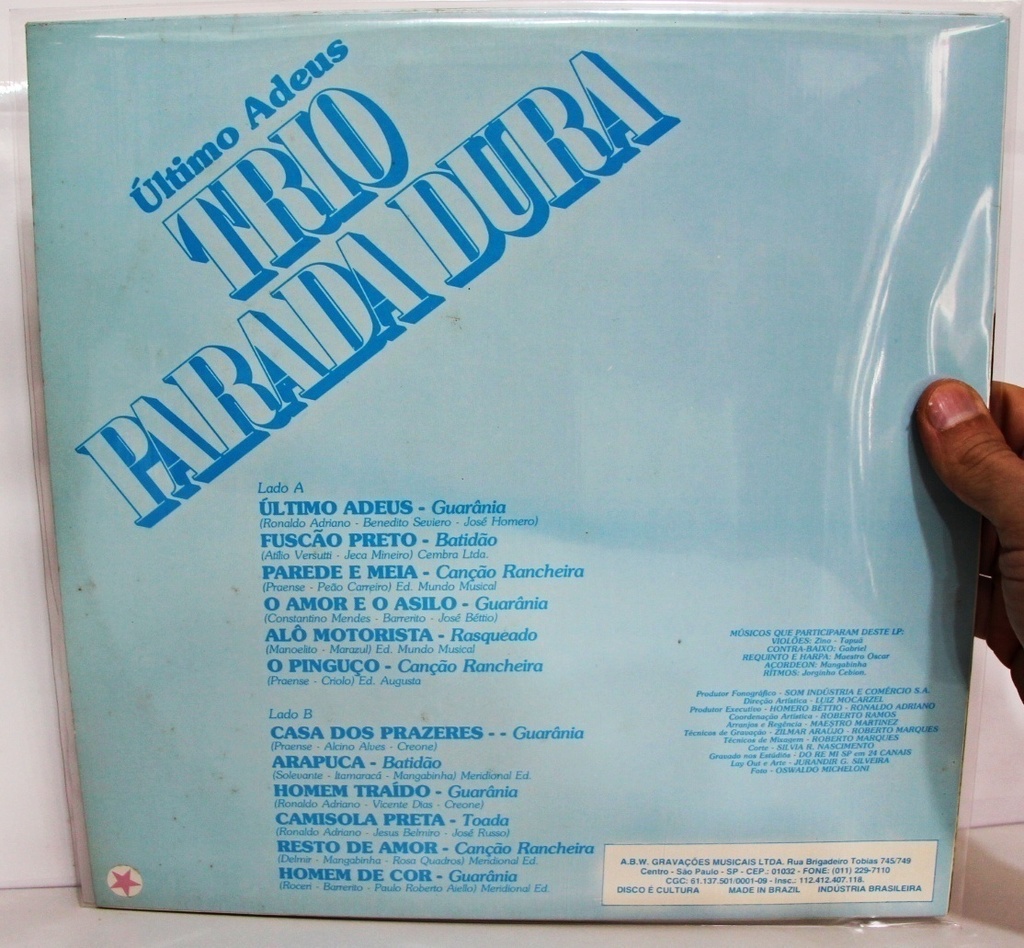 Último Adeus
TRIO
PARADA DURA
Lado A
ÚLTIMO ADEUS - Guarânia
(Ronaldo Adriano - Benedito Seviero - José Homero)
FUSCÃO PRETO - Batidão
(Atílio Versutti - Jeca Mineiro) Cembra Ltda.
PAREDE E MEIA - Canção Rancheira
(Praense - Peão Carreiro) Ed. Mundo Musical
O AMOR E O ASILO - Guarânia
(Constantino Mendes - Barrerito - José Béttio)
ALÔ MOTORISTA - Rasqueado
(Manoelito - Marazul) Ed. Mundo Musical
O PINGUÇO - Canção Rancheira
(Praense - Criolo) Ed. Augusta
Lado B
CASA DOS PRAZERES - - Guarânia
(Praense - Alcino Alves - Creone)
ARAPUCA - Batidão
(Solevante - Itamaracá - Mangabinha) Meridional Ed.
HOMEM TRAÍDO - Guarânia
(Ronaldo Adriano - Vicente Dias - Creone)
CAMISOLA PRETA - Toada
(Ronaldo Adriano - Jesus Belmiro - José Russo)
RESTO DE AMOR - Canção Rancheira
(Delmir - Mangabinha - Rosa Quadros) Meridional Ed.
HOMEM DE COR - Guarânia
(Roceri - Barrerito - Paulo Roberto Aiello) Meridional Ed.
MÚSICOS QUE PARTICIPARAM DESTE LP:
VIOLÕES: Zino - Tapuã
CONTRA-BAIXO: Gabriel
REQUINTO E HARPA: Maestro Oscar
ACORDEON: Mangabinha
RITMOS: Jorginho Cebion.
Produtor Fonográfico - SOM INDÚSTRIA E COMÉRCIO S.A.
Direção Artística - LUIZ MOCARZEL
Produtor Executivo - HOMERO BÉTTIO - RONALDO ADRIANO
Coordenação Artística - ROBERTO RAMOS
Arranjos e Regência - MAESTRO MARTINEZ
Técnicos de Gravação - ZILMAR ARAÚJO - ROBERTO MARQUES
Técnicos de Mixagem - ROBERTO MARQUES
Corte - SILVIA R. NASCIMENTO
Gravado nos Estúdios - DO RE MI SP em 24 CANAIS
Lay Out e Arte - JURANDIR G. SILVEIRA
Foto - OSWALDO MICHELONI
A.B.W. GRAVAÇÕES MUSICAIS LTDA. Rua Brigadeiro Tobias 745/749
Centro - São Paulo - SP - CEP.: 01032 - FONE: (011) 229-7110
CGC: 61.137.501/0001-09 - Insc.: 112.412.407.118.
DISCO É CULTURA MADE IN BRAZIL INDÚSTRIA BRASILEIRA